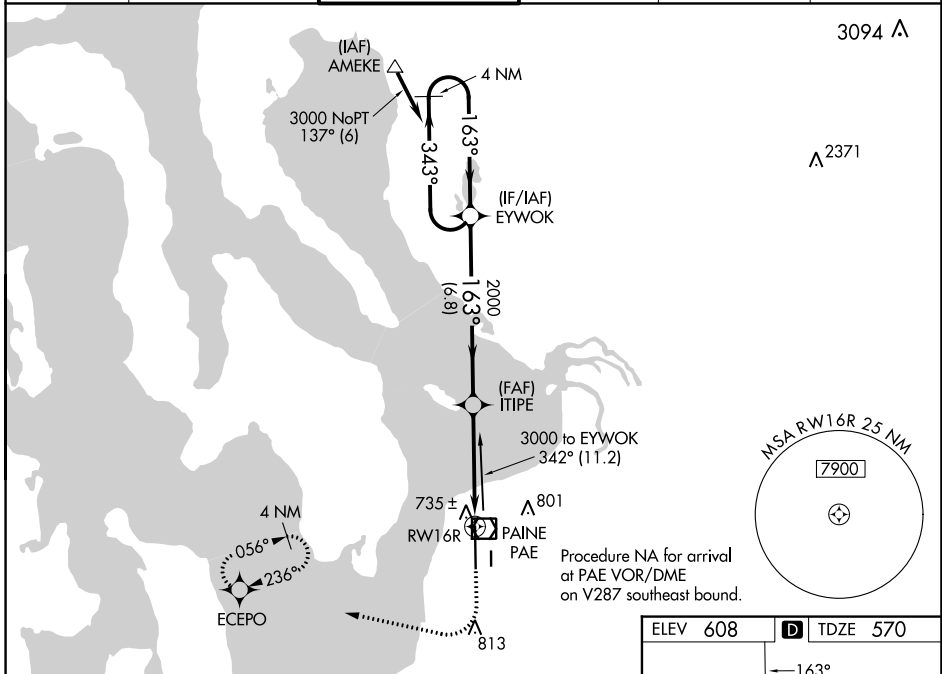 3094
(IAF)
AMEKE
4 NM
3000 NoPT
137° (6)
163°
343°
2371
(IF/IAF)
EYWOK
2000
163°
(6.8)
(FAF)
ITIPE
3000 to EYWOK
342° (11.2)
MSA RW16R 25 NM
7900
735 ±
801
RW16R
PAINE
PAE
4 NM
056°
236°
ECEPO
Procedure NA for arrival
at PAE VOR/DME
on V287 southeast bound.
813
ELEV 608 D TDZE 570
163°